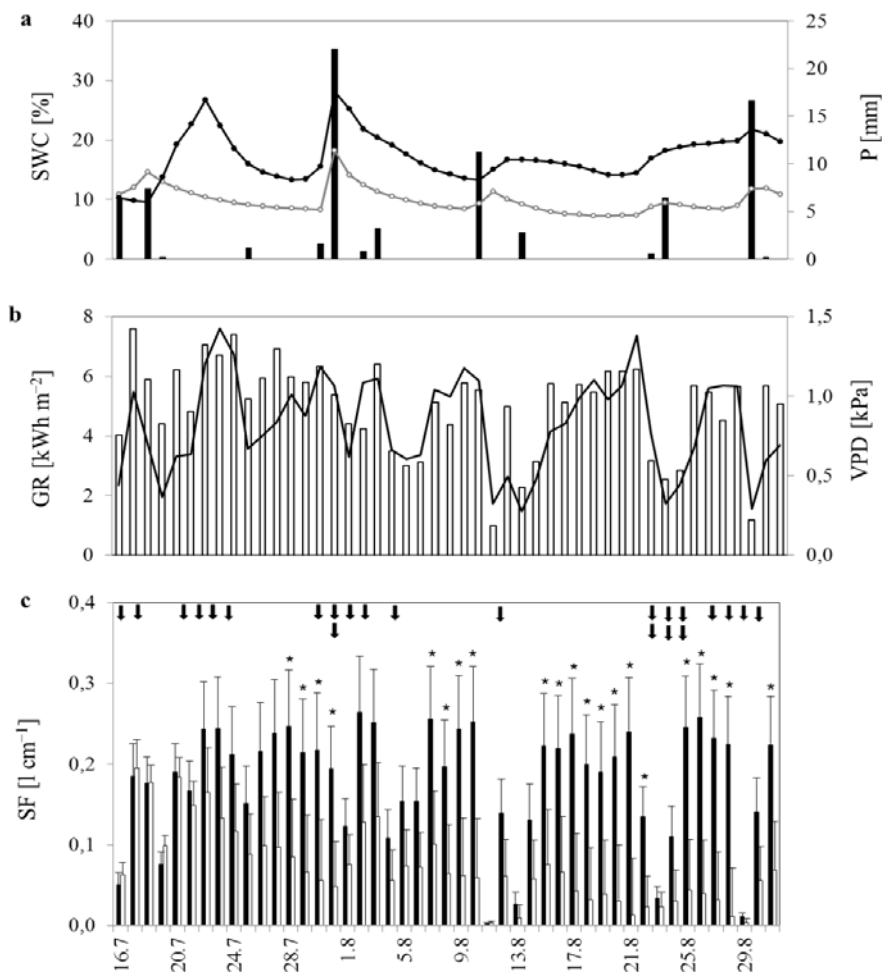 a
40
30
20
10
0
SWC [%]
25
20
15
10
5
0
P [mm]
b
8
6
4
2
0
GR [kWh m⁻²]
1,5
1,0
0,5
0,0
VPD [kPa]
c
0,4
0,3
0,2
0,1
0,0
SF [l cm⁻¹]
16.7 20.7 24.7 28.7 1.8 5.8 9.8 13.8 17.8 21.8 25.8 29.8